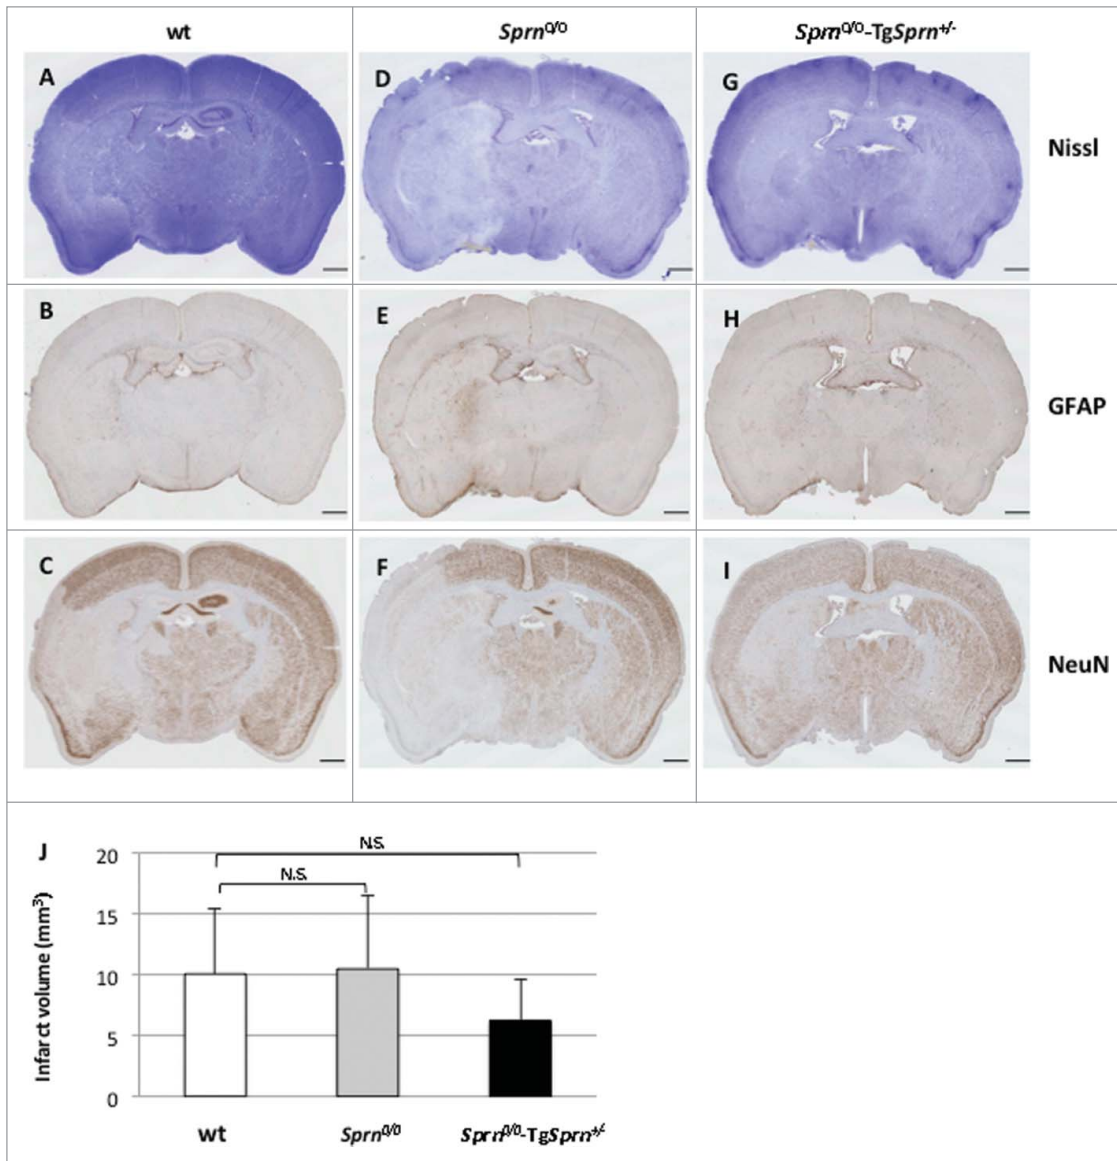 wt Sprn0/0 Sprn0/0-TgSprn+/-
A D G Nissl
B E H GFAP
C F I NeuN
J
N.S.
N.S.
20
15
10
5
0
Infarct volume (mm3)
wt Sprn0/0 Sprn0/0-TgSprn+/-